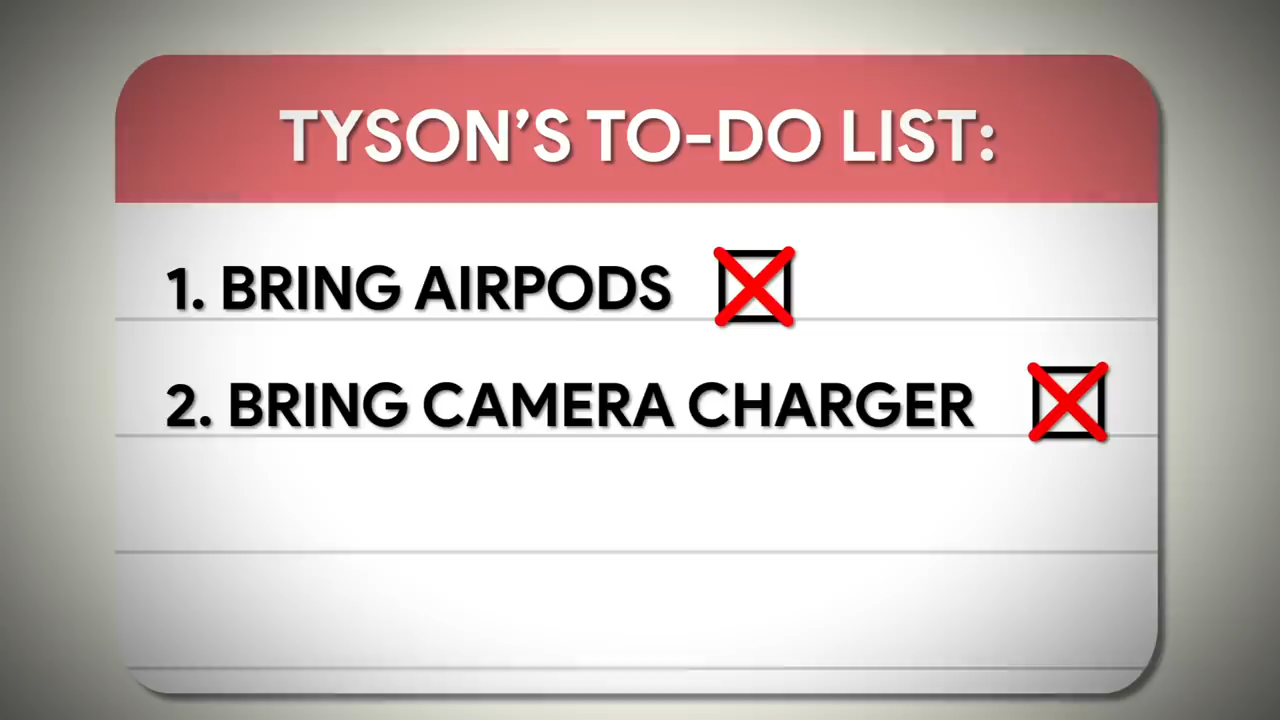 TYSON’S TO-DO LIST:
1. BRING AIRPODS
2. BRING CAMERA CHARGER